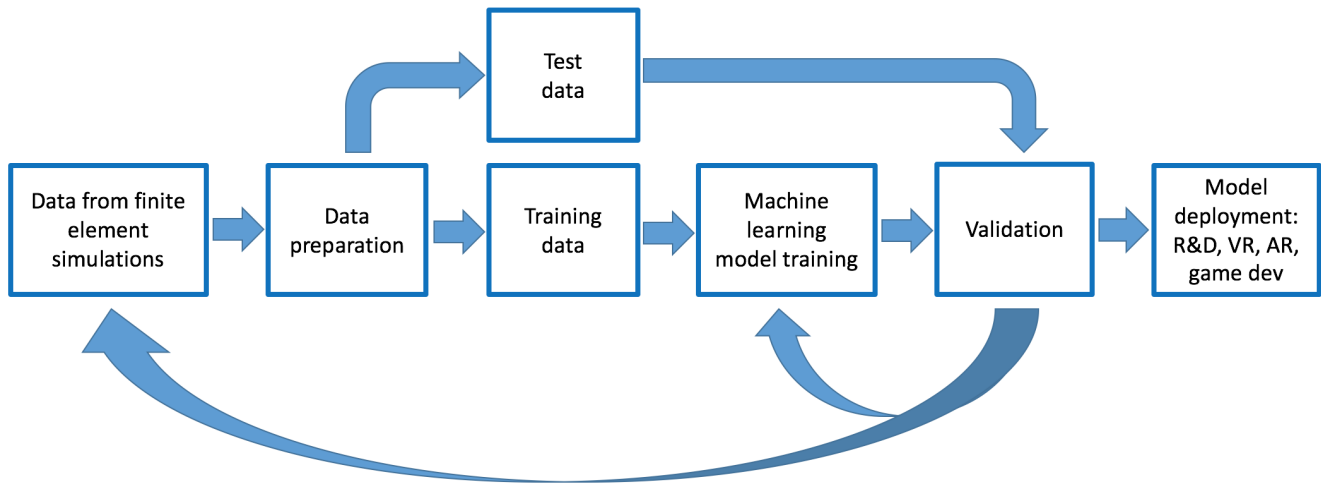 Test
data
Data from finite
element
simulations
Data
preparation
Training
data
Machine
learning
model training
Validation
Model
deployment:
R&D, VR, AR,
game dev